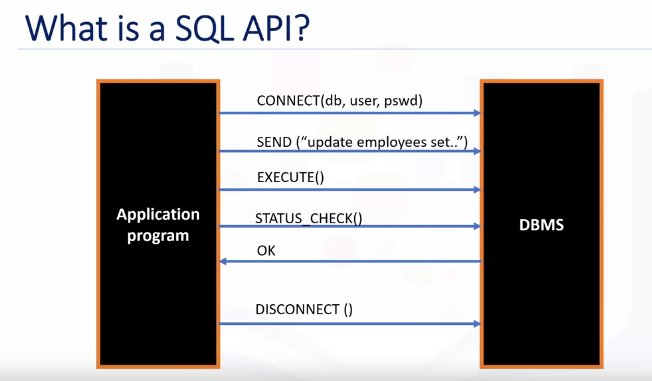 What is a SQL API?
CONNECT(db, user, pswd)
SEND (“update employees set..”)
EXECUTE()
Application
program
STATUS_CHECK()
DBMS
OK
DISCONNECT ()